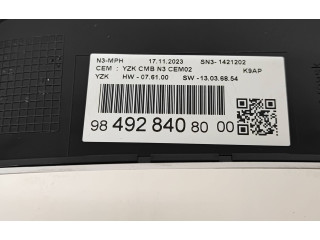 N3-MPH 17.11.2023 SN3- 1421202
CEM : YZK CMB N3 CEM02 K9AP
YZK HW - 07.61.00 SW -13.03.68.54
98 492 840 80 00